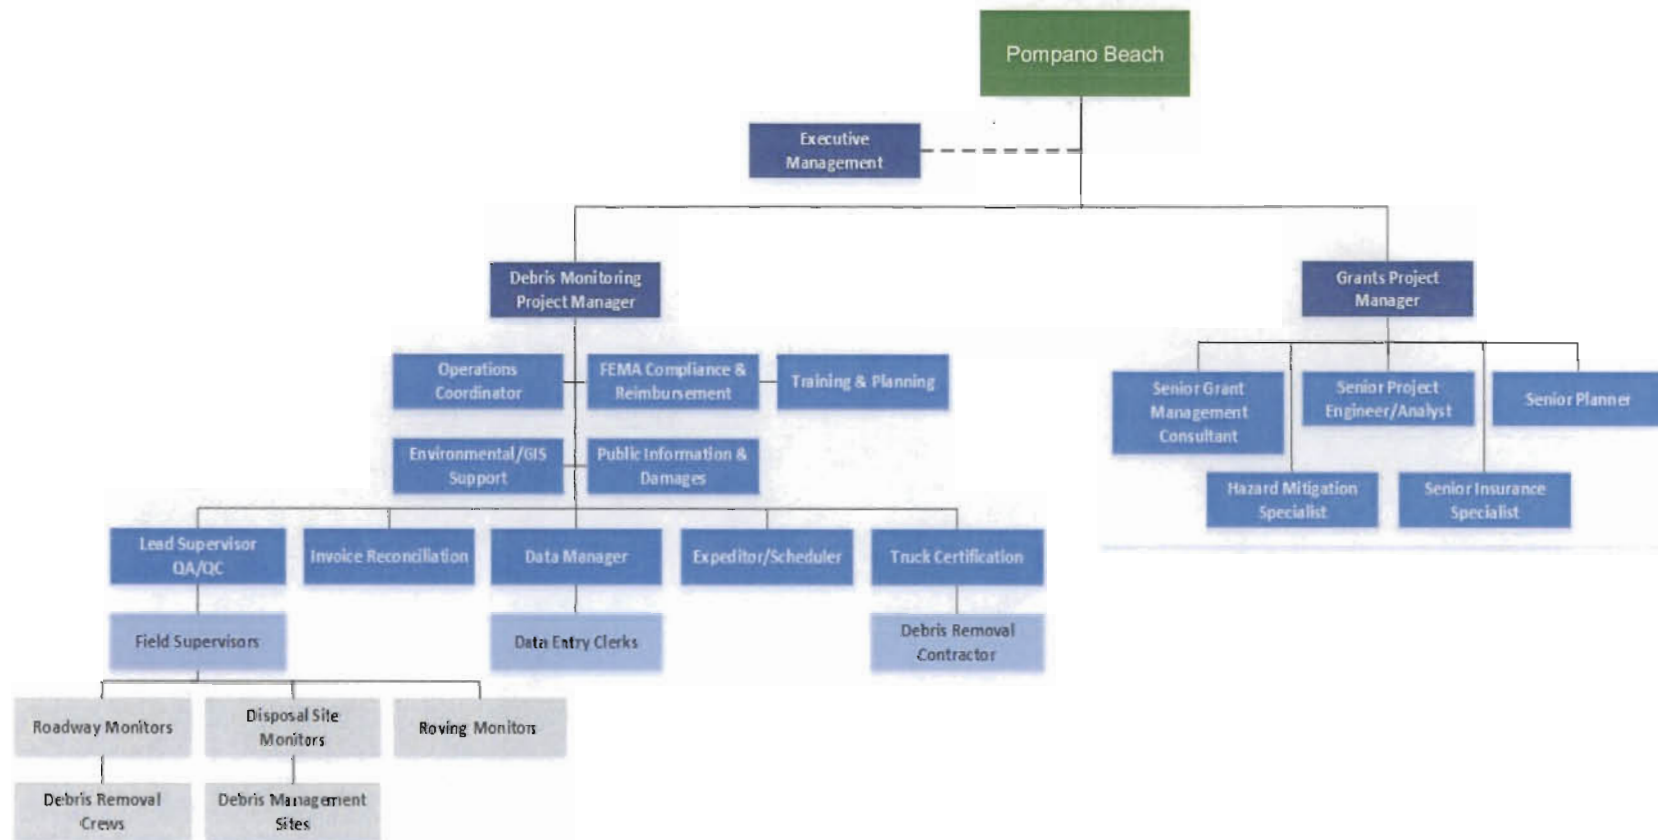 Pompano Beach
Executive
Management
Debris Monitoring
Project Manager
Grants Project
Manager
Operations
Coordinator
FEMA Compliance &
Reimbursement
Training & Planning
Environmental/GIS
Support
Public Information &
Damages
Senior Grant
Management
Consultant
Senior Project
Engineer/Analyst
Senior Planner
Hazard Mitigation
Specialist
Senior Insurance
Specialist
Lead Supervisor
QA/QC
Invoice Reconciliation
Data Manager
Expeditor/Scheduler
Truck Certification
Field Supervisors
Data Entry Clerks
Debris Removal
Contractor
Roadway Monitors
Disposal Site
Monitors
Roving Monitors
Debris Removal
Crews
Debris Management
Sites